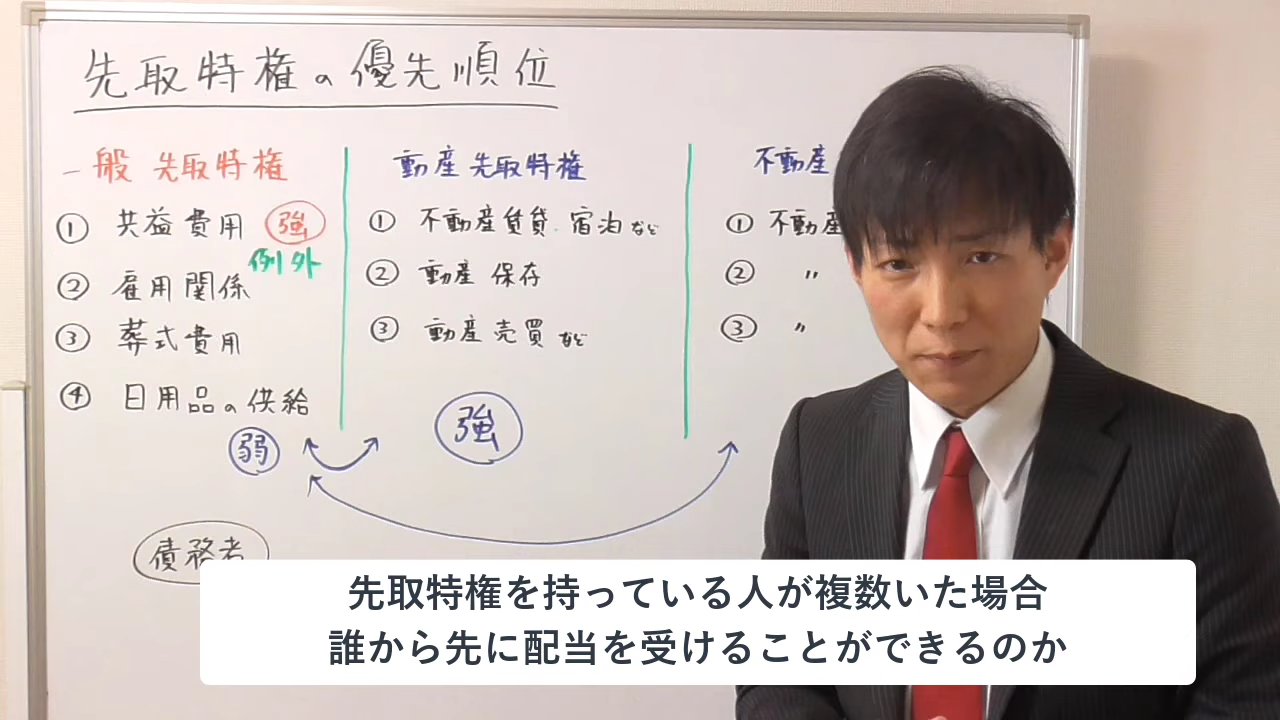 先取特権の優先順位
一般先取特権
① 共益費用 強
例外
② 雇用関係
③ 葬式費用
④ 日用品の供給
弱
動産先取特権
① 不動産賃貸.宿泊など
② 動産保存
③ 動産売買など
強
不動産
① 不動産
② 〃
③ 〃
債務者
先取特権を持っている人が複数いた場合
誰から先に配当を受けることができるのか